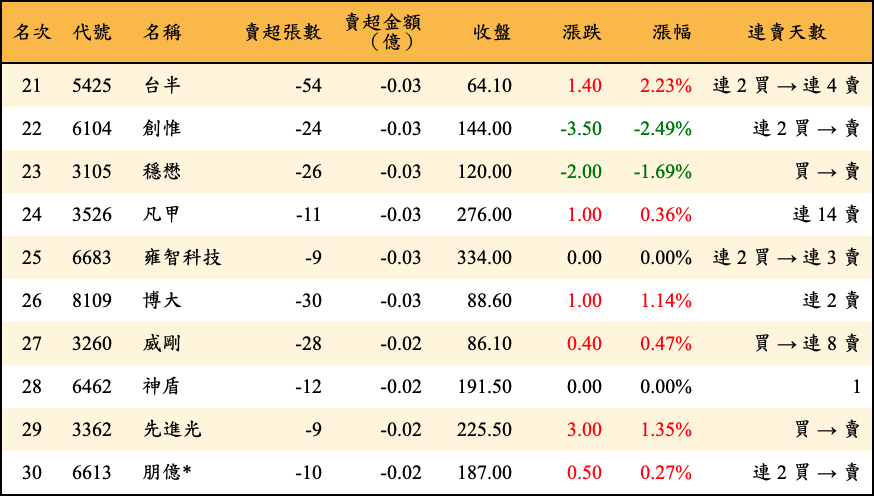 名次 代號 名稱 賣超張數 賣超金額（億） 收盤 漲跌 漲幅 連賣天數
21 5425 台半 -54 -0.03 64.10 1.40 2.23% 連 2 買 → 連 4 賣
22 6104 創惟 -24 -0.03 144.00 -3.50 -2.49% 連 2 買 → 賣
23 3105 穩懋 -26 -0.03 120.00 -2.00 -1.69% 買 → 賣
24 3526 凡甲 -11 -0.03 276.00 1.00 0.36% 連 14 賣
25 6683 雍智科技 -9 -0.03 334.00 0.00 0.00% 連 2 買 → 連 3 賣
26 8109 博大 -30 -0.03 88.60 1.00 1.14% 連 2 賣
27 3260 威剛 -28 -0.02 86.10 0.40 0.47% 買 → 連 8 賣
28 6462 神盾 -12 -0.02 191.50 0.00 0.00% 1
29 3362 先進光 -9 -0.02 225.50 3.00 1.35% 買 → 賣
30 6613 朋億* -10 -0.02 187.00 0.50 0.27% 連 2 買 → 賣